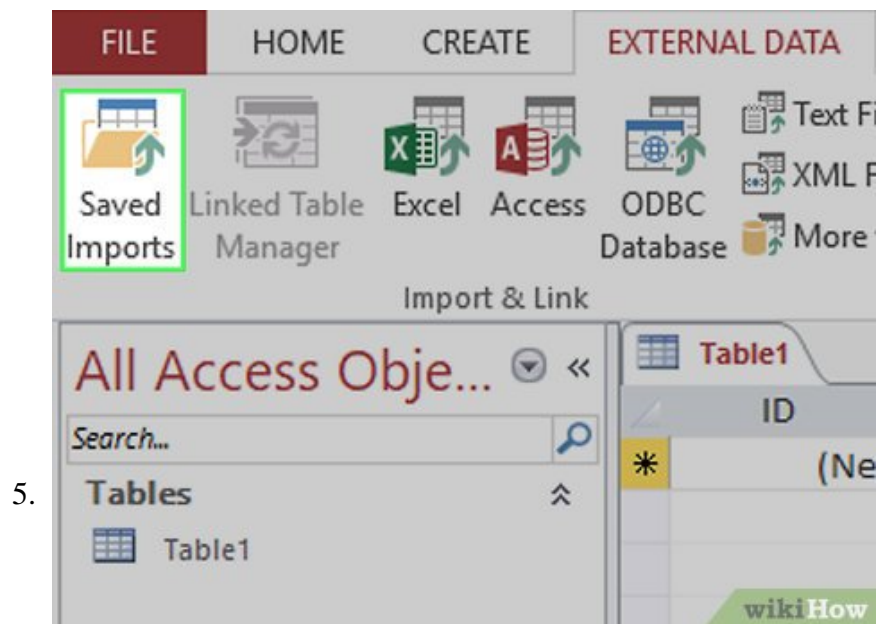 FILE HOME CREATE EXTERNAL DATA
Saved Imports
Linked Table Manager
Excel
Access
ODBC Database
Text Fi
XML F
More
Import & Link
All Access Obje... «
Table1
Search...
ID
(Ne
5.
Tables
Table1
wikiHow